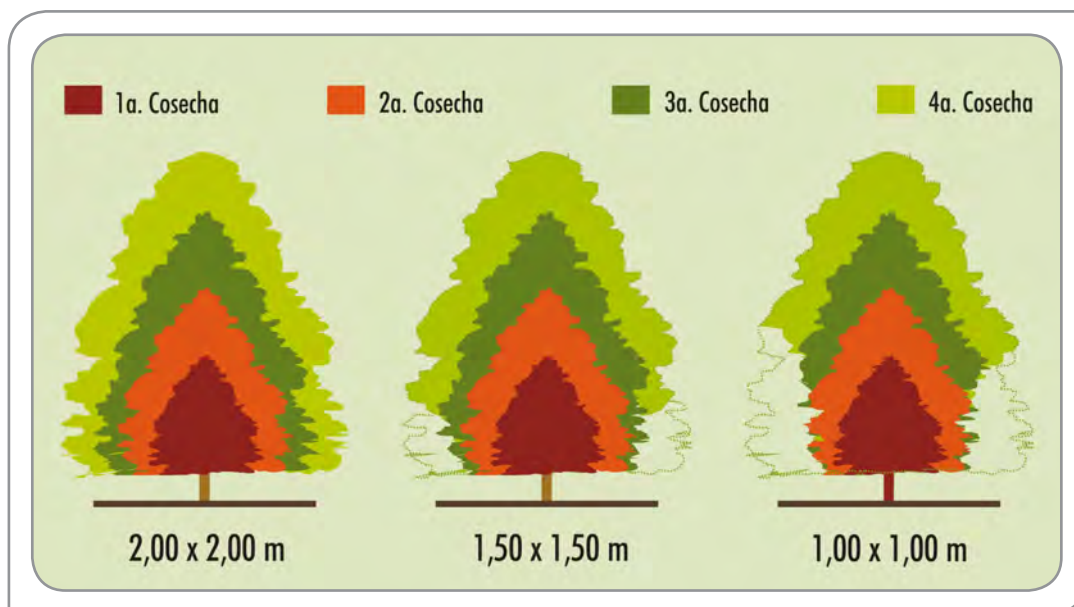 1a. Cosecha 2a. Cosecha 3a. Cosecha 4a. Cosecha
2,00 x 2,00 m 1,50 x 1,50 m 1,00 x 1,00 m